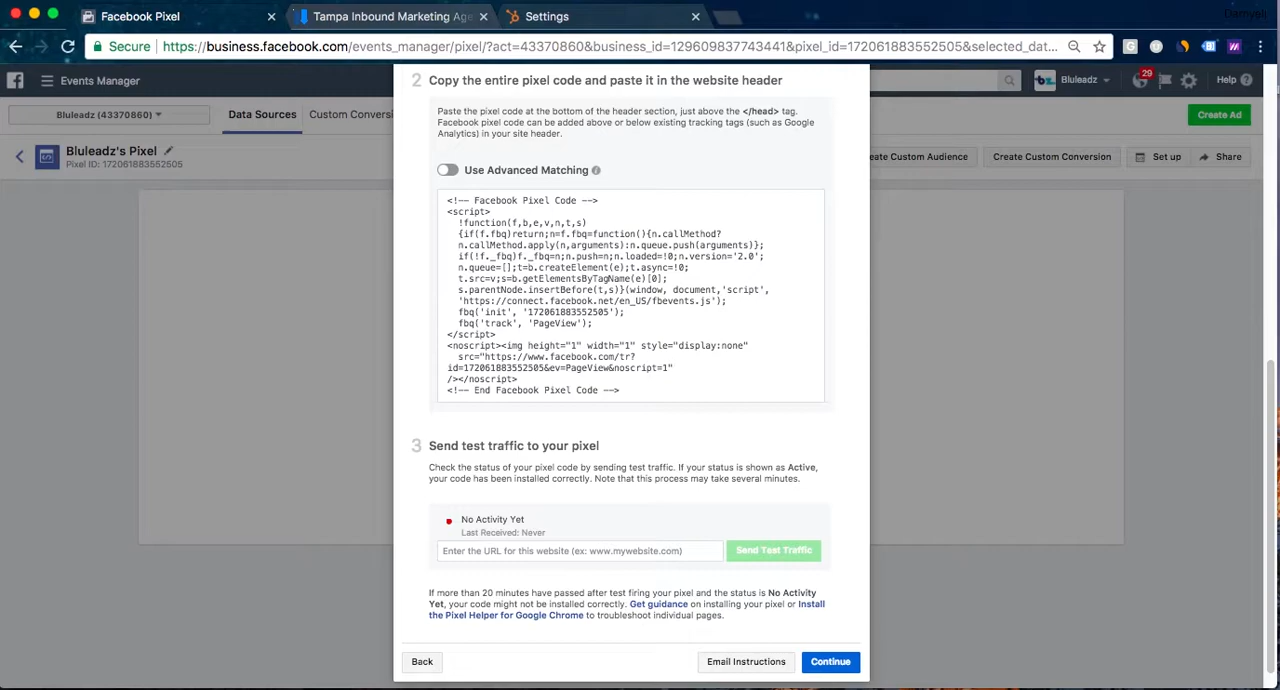 Damyell
Facebook Pixel
Tampa Inbound Marketing Age
Settings
Secure
https://business.facebook.com/events_manager/pixel/?act=43370860&business_id=129609837743441&pixel_id=172061883552505&selected_dat...
Events Manager
Bluleadz
29
Help
Bluleadz (43370860)
Data Sources
Custom Conversi
Create Ad
Bluleadz's Pixel
Pixel ID: 172061883552505
eate Custom Audience
Create Custom Conversion
Set up
Share
2 Copy the entire pixel code and paste it in the website header
Paste the pixel code at the bottom of the header section, just above the </head> tag.
Facebook pixel code can be added above or below existing tracking tags (such as Google
Analytics) in your site header.
Use Advanced Matching
<!-- Facebook Pixel Code -->
<script>
!function(f,b,e,v,n,t,s)
{if(f.fbq)return;n=f.fbq=function(){n.callMethod?
n.callMethod.apply(n,arguments):n.queue.push(arguments)};
if(!f._fbq)f._fbq=n;n.push=n;n.loaded=!0;n.version='2.0';
n.queue=[];t=b.createElement(e);t.async=!0;
t.src=v;s=b.getElementsByTagName(e)[0];
s.parentNode.insertBefore(t,s)}(window, document,'script',
'https://connect.facebook.net/en_US/fbevents.js');
fbq('init', '172061883552505');
fbq('track', 'PageView');
</script>
<noscript><img height="1" width="1" style="display:none"
src="https://www.facebook.com/tr?
id=172061883552505&ev=PageView&noscript=1"
/></noscript>
<!-- End Facebook Pixel Code -->
3 Send test traffic to your pixel
Check the status of your pixel code by sending test traffic. If your status is shown as Active,
your code has been installed correctly. Note that this process may take several minutes.
No Activity Yet
Last Received: Never
Enter the URL for this website (ex: www.mywebsite.com)
Send Test Traffic
If more than 20 minutes have passed after test firing your pixel and the status is No Activity
Yet, your code might not be installed correctly. Get guidance on installing your pixel or Install
the Pixel Helper for Google Chrome to troubleshoot individual pages.
Back
Email Instructions
Continue